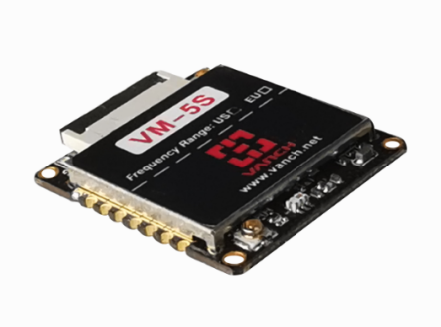 VM-5S
Frequency Range: US☐ EU☐
VANCH
www.vanch.net